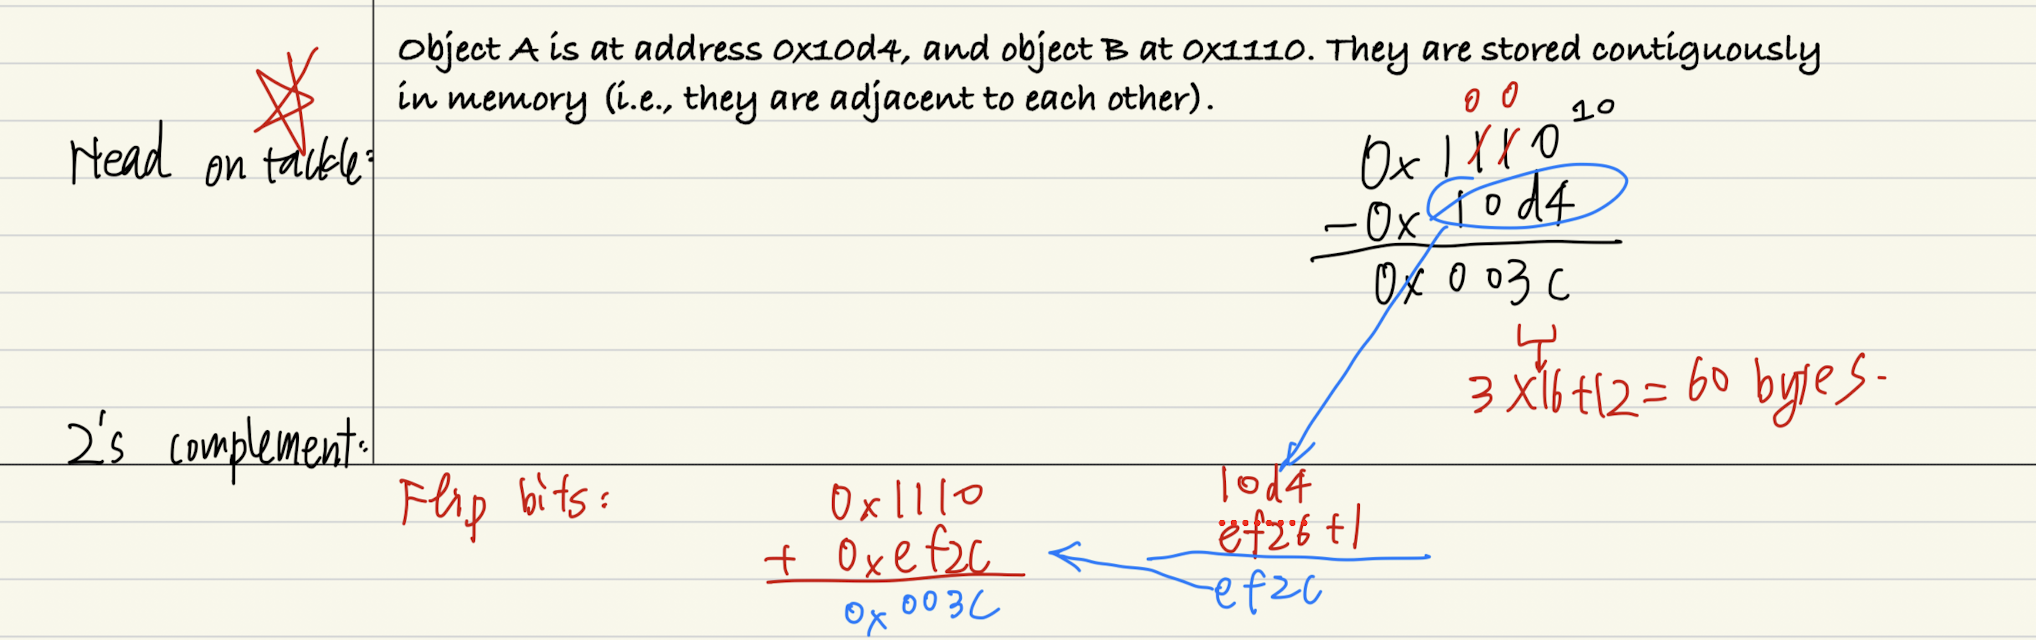 Object A is at address 0x10d4, and object B at 0x1110. They are stored contiguously
in memory (i.e., they are adjacent to each other).
Head on tackle:
0 0 10
0x1110
-0x 10d4
0x 003c
3 X16+12 = 60 bytes.
2's complement:
Flip bits:
0x1110
+ 0xef2c
0x 003C
10d4
ef2b +1
ef2c